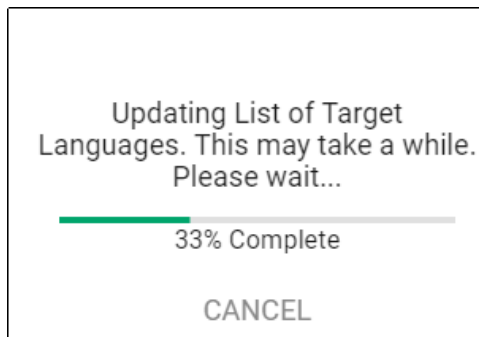 Updating List of Target
Languages. This may take a while.
Please wait...
33% Complete
CANCEL